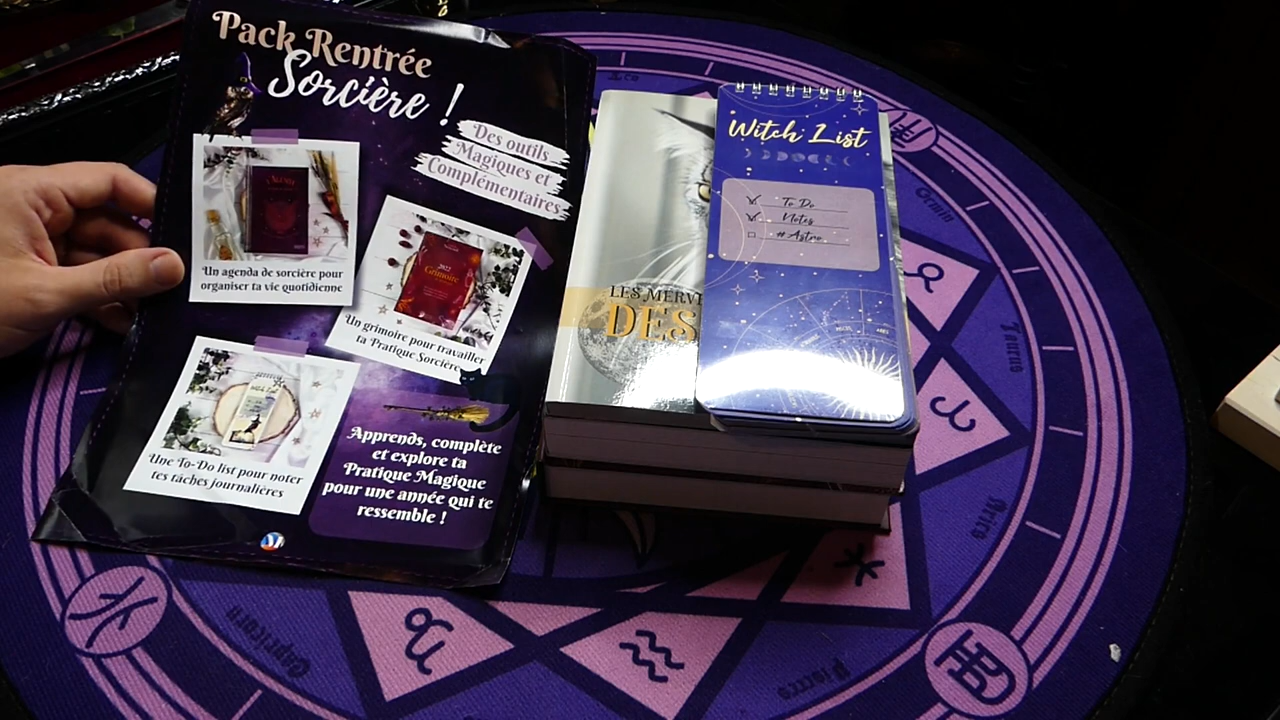 Pack Rentrée
Sorcière !
Des outils
Magiques et
Complémentaires
Un agenda de sorcière pour
organiser ta vie quotidienne
2022
Grimoire
Un grimoire pour travailler
ta Pratique Sorcière
Une To-Do list pour noter
tes tâches journalières
Apprends, complète
et explore ta
Pratique Magique
pour une année qui te
ressemble !
LES MERV
DES
Witch List
To Do
Notes
#Astro
Taurus
Capricorn